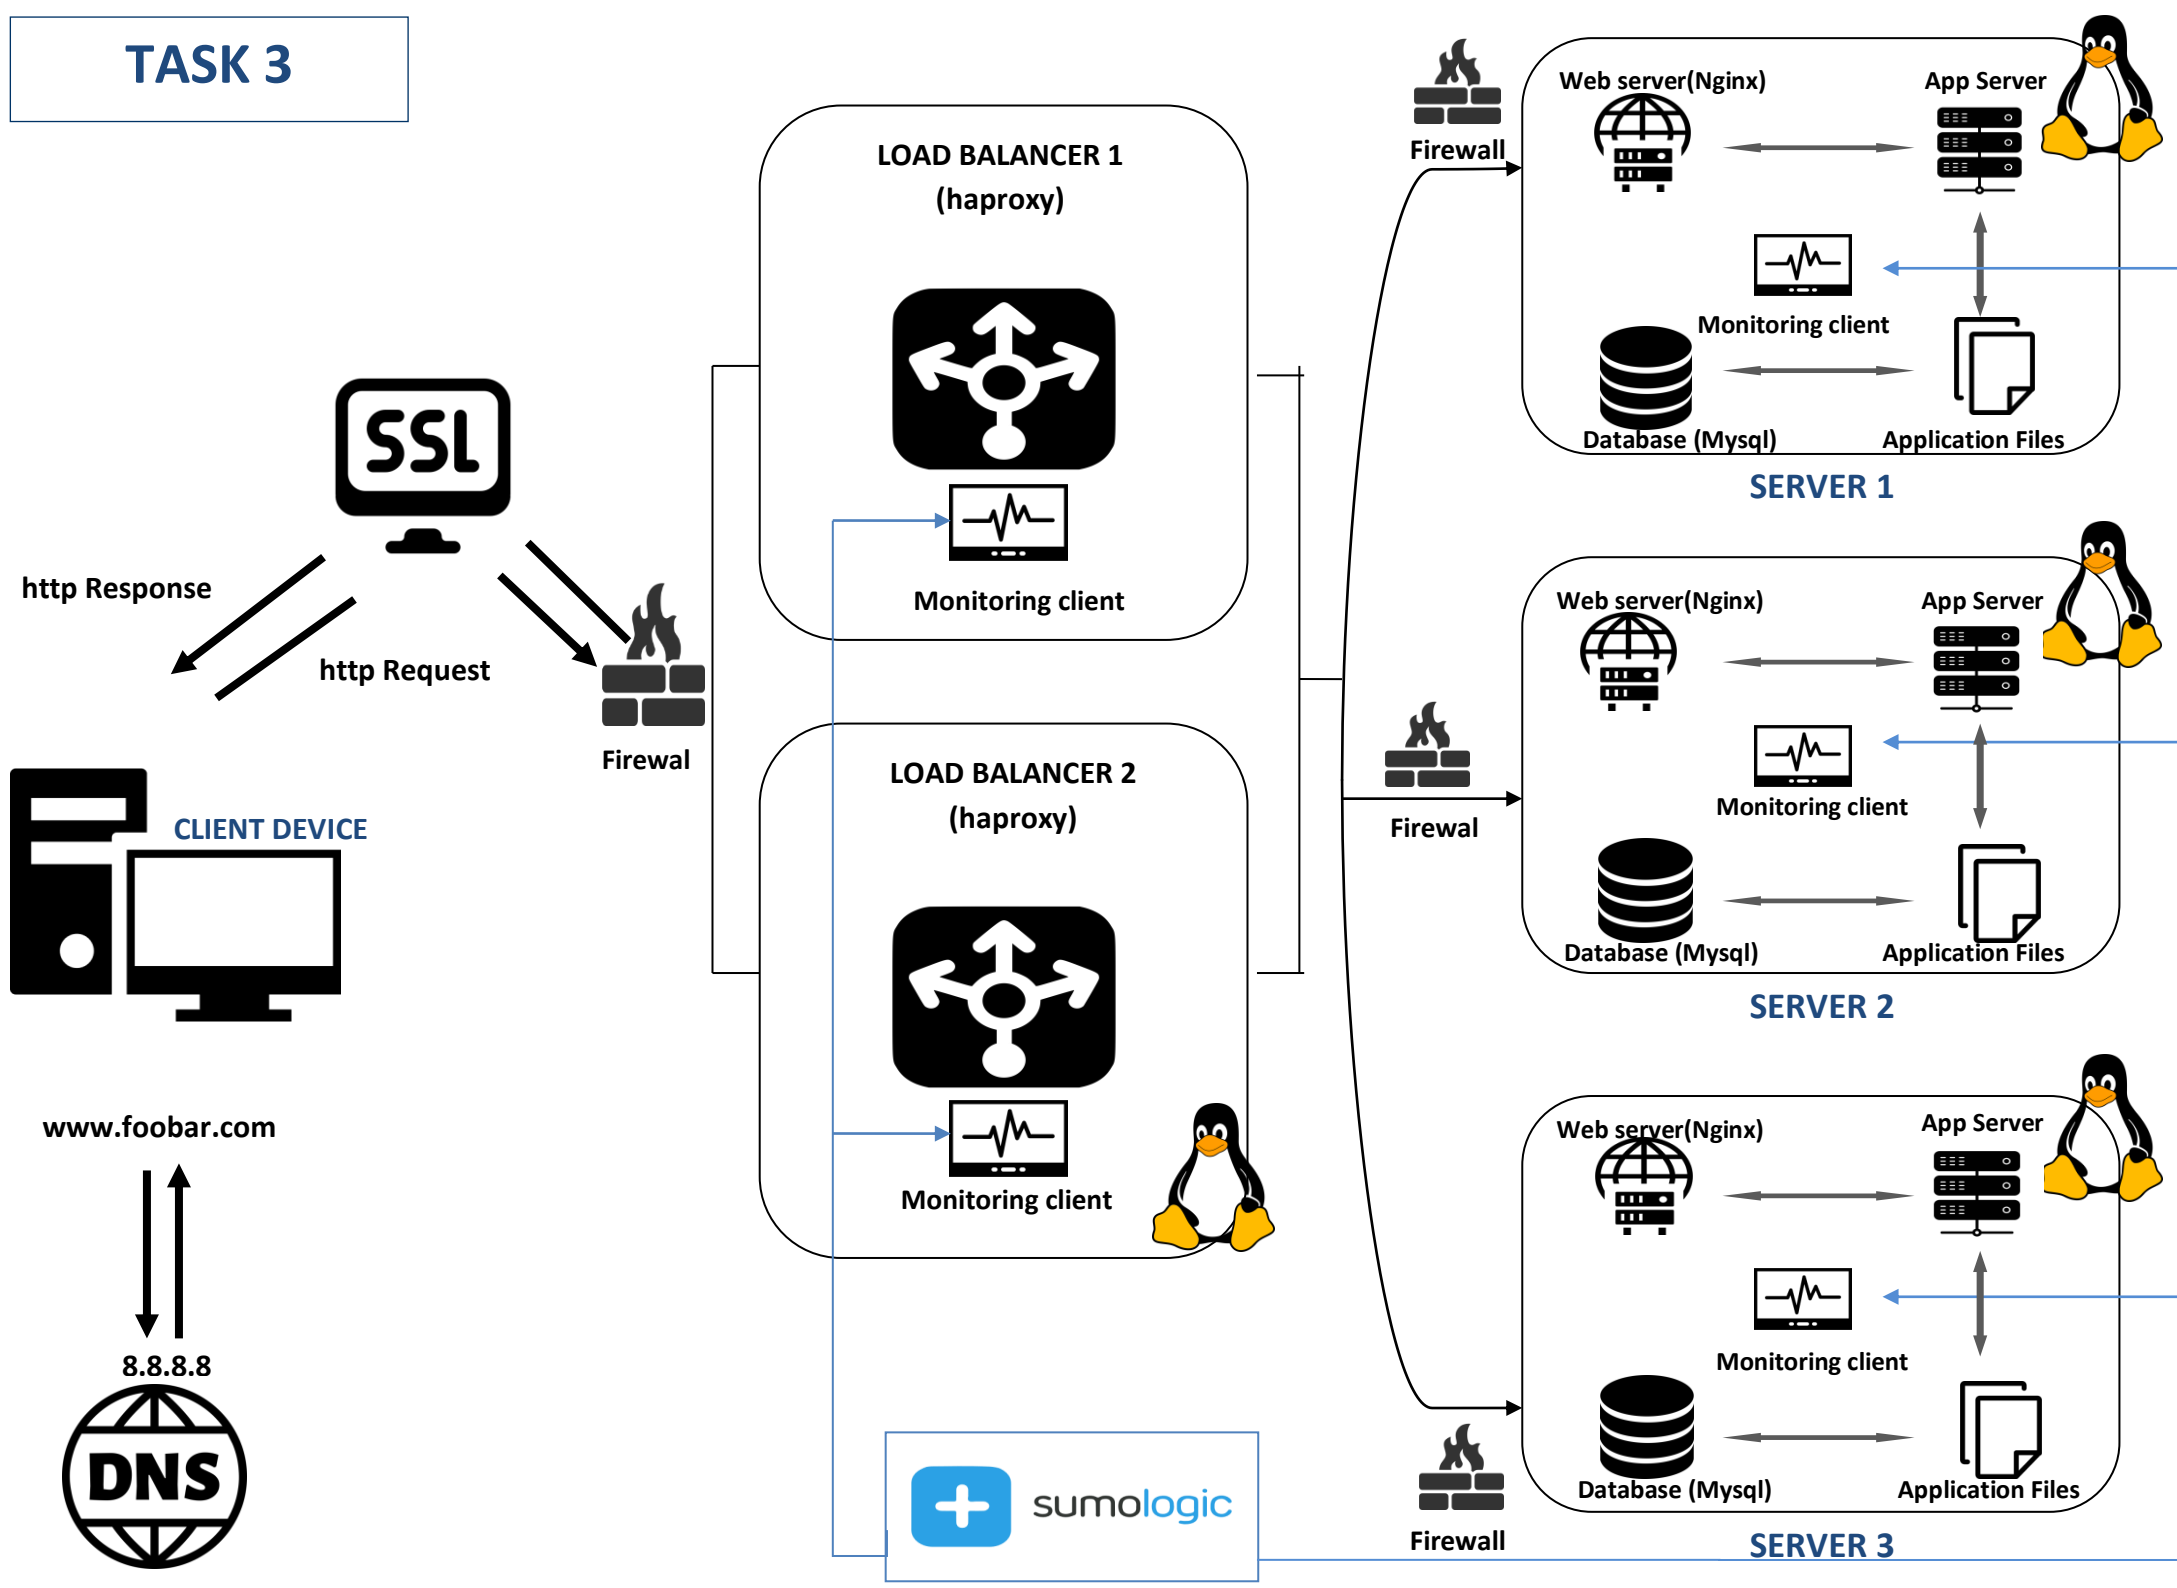 TASK 3
LOAD BALANCER 1
(haproxy)
Monitoring client
LOAD BALANCER 2
(haproxy)
Monitoring client
SSL
http Response
http Request
Firewal
CLIENT DEVICE
www.foobar.com
8.8.8.8
DNS
sumologic
Firewall
Web server(Nginx)
App Server
Monitoring client
Database (Mysql)
Application Files
SERVER 1
Firewal
Web server(Nginx)
App Server
Monitoring client
Database (Mysql)
Application Files
SERVER 2
Firewall
Web server(Nginx)
App Server
Monitoring client
Database (Mysql)
Application Files
SERVER 3